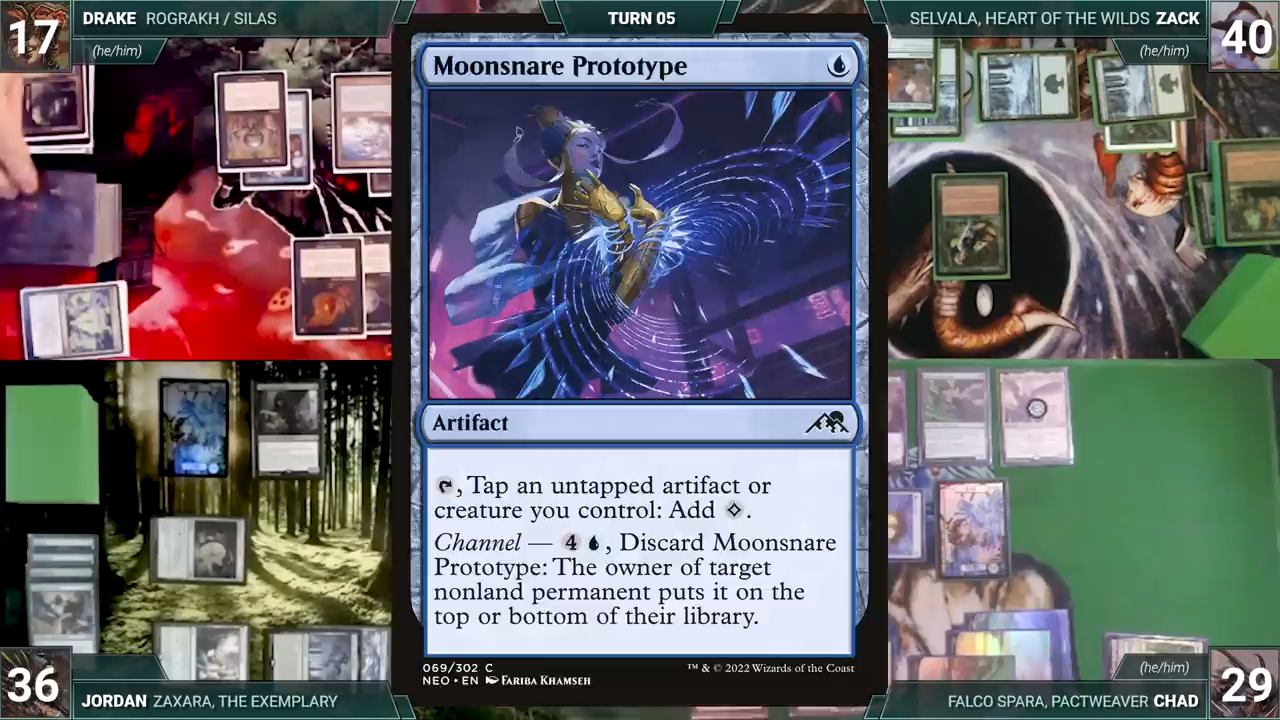 17
DRAKE ROGRAKH / SILAS
(he/him)
TURN 05
SELVALA, HEART OF THE WILDS ZACK
(he/him)
40
Moonsnare Prototype
Artifact
, Tap an untapped artifact or
creature you control: Add .
Channel — 4 , Discard Moonsnare
Prototype: The owner of target
nonland permanent puts it on the
top or bottom of their library.
069/302 C
NEO • EN FARIBA KHAMSEH
™ & © 2022 Wizards of the Coast
36
JORDAN ZAXARA, THE EXEMPLARY
(he/him)
FALCO SPARA, PACTWEAVER CHAD
29